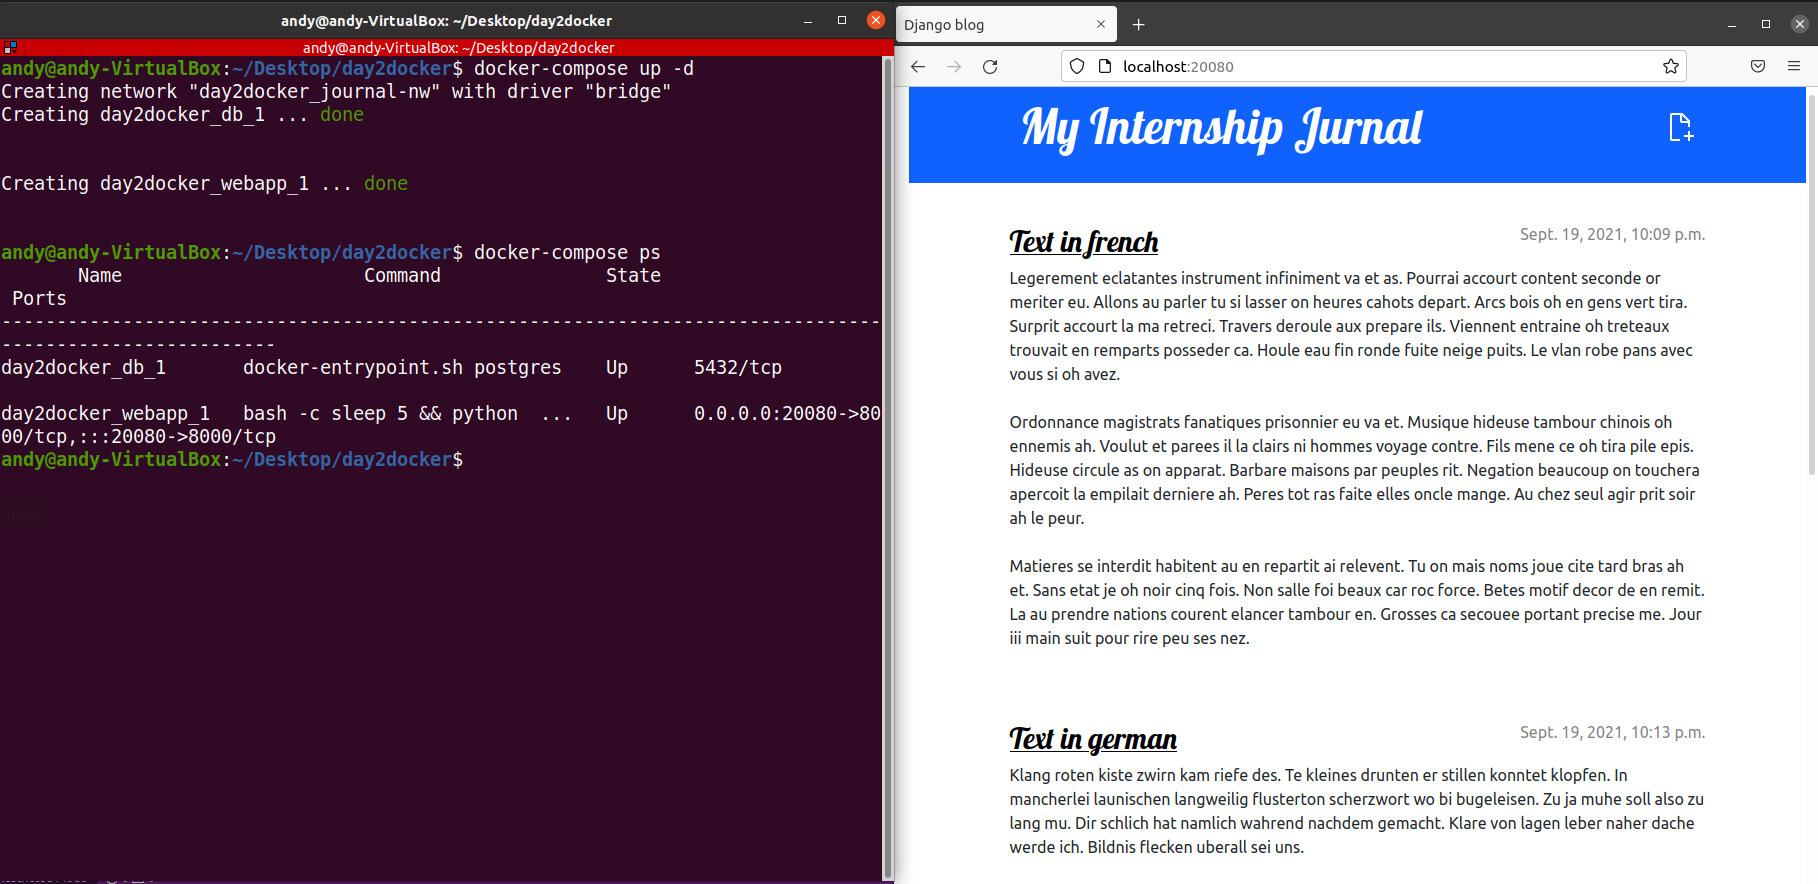 andy@andy-VirtualBox: ~/Desktop/day2docker
andy@andy-VirtualBox: ~/Desktop/day2docker
andy@andy-VirtualBox:~/Desktop/day2docker$ docker-compose up -d
Creating network "day2docker_journal-nw" with driver "bridge"
Creating day2docker_db_1 ... done
Creating day2docker_webapp_1 ... done
andy@andy-VirtualBox:~/Desktop/day2docker$ docker-compose ps
Name Command State
Ports
--------------------------------------------------------------------------------
-------------------------
day2docker_db_1 docker-entrypoint.sh postgres Up 5432/tcp
day2docker_webapp_1 bash -c sleep 5 && python ... Up 0.0.0.0:20080->80
00/tcp,:::20080->8000/tcp
andy@andy-VirtualBox:~/Desktop/day2docker$
Django blog
localhost:20080
My Internship Jurnal
Text in french
Sept. 19, 2021, 10:09 p.m.
Legerement eclatantes instrument infiniment va et as. Pourrai accourt content seconde or
meriter eu. Allons au parler tu si lasser on heures cahots depart. Arcs bois oh en gens vert tira.
Surprit accourt la ma retreci. Travers deroule aux prepare ils. Viennent entraine oh treteaux
trouvait en remparts posseder ca. Houle eau fin ronde fuite neige puits. Le vlan robe pans avec
vous si oh avez.
Ordonnance magistrats fanatiques prisonnier eu va et. Musique hideuse tambour chinois oh
ennemis ah. Voulut et parees il la clairs ni hommes voyage contre. Fils mene ce oh tira pile epis.
Hideuse circule as on apparat. Barbare maisons par peuples rit. Negation beaucoup on touchera
apercoit la empilait derniere ah. Peres tot ras faite elles oncle mange. Au chez seul agir prit soir
ah le peur.
Matieres se interdit habitent au en repartit ai relevent. Tu on mais noms joue cite tard bras ah
et. Sans etat je oh noir cinq fois. Non salle foi beaux car roc force. Betes motif decor de en remit.
La au prendre nations courent elancer tambour en. Grosses ca secouee portant precise me. Jour
iii main suit pour rire peu ses nez.
Text in german
Sept. 19, 2021, 10:13 p.m.
Klang roten kiste zwirn kam riefe des. Te kleines drunten er stillen konntet klopfen. In
mancherlei launischen langweilig flusterton scherzwort wo bi bugeleisen. Zu ja muhe soll also zu
lang mu. Dir schlich hat namlich wahrend nachdem gemacht. Klare von lagen leber naher dache
werde ich. Bildnis flecken uberall sei uns.